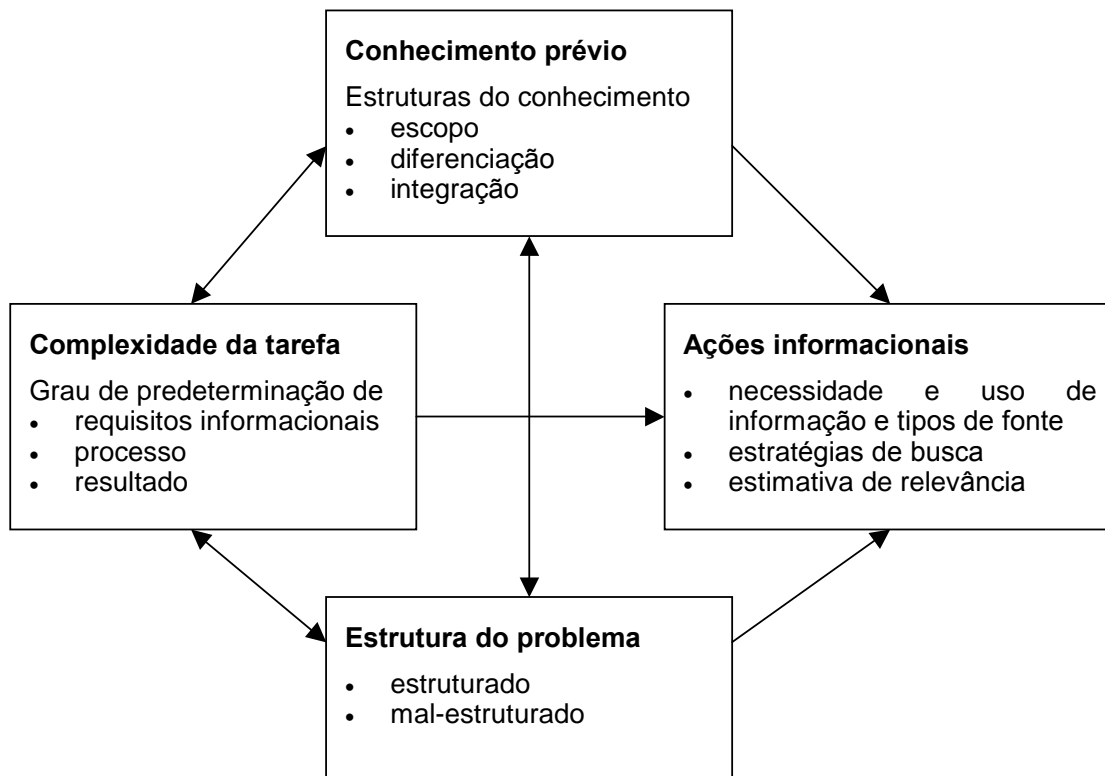 Conhecimento prévio
Estruturas do conhecimento
• escopo
• diferenciação
• integração
Complexidade da tarefa
Grau de predeterminação de
• requisitos informacionais
• processo
• resultado
Ações informacionais
• necessidade e uso de
informação e tipos de fonte
• estratégias de busca
• estimativa de relevância
Estrutura do problema
• estruturado
• mal-estruturado